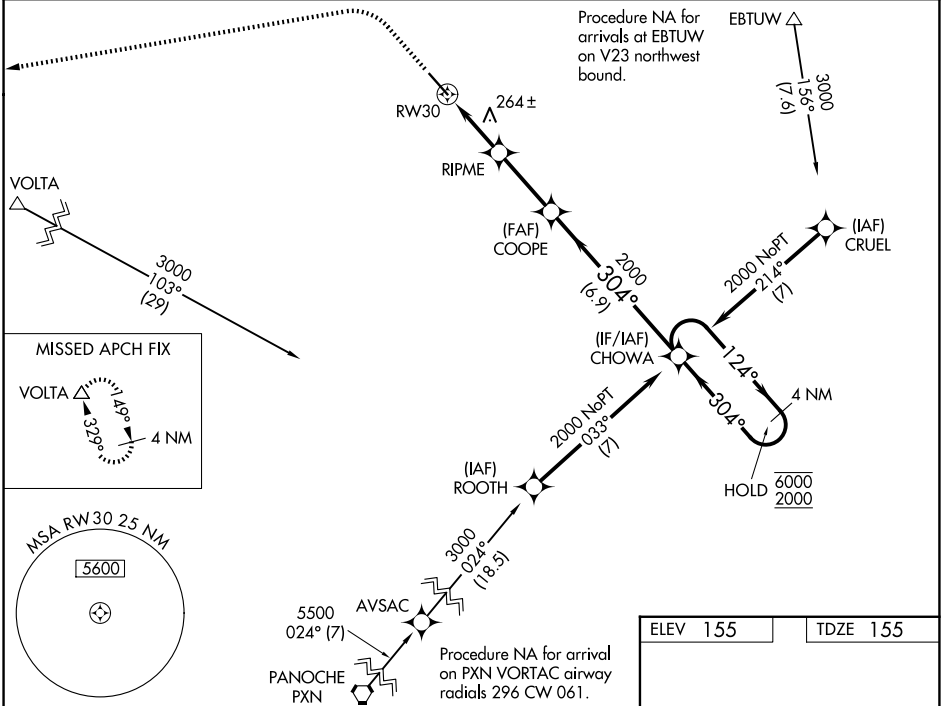 Procedure NA for
arrivals at EBTUW
on V23 northwest
bound.
EBTUW
3000
156°
(7.6)
RW30
264±
RIPME
VOLTA
3000
103°
(29)
(FAF)
COOPE
2000
304°
(6.9)
(IAF)
CRUEL
2000 NoPT
214°
(7)
(IF/IAF)
CHOWA
124°
304°
4 NM
HOLD
6000
2000
MISSED APCH FIX
VOLTA
149°
329°
4 NM
2000 NoPT
033°
(7)
(IAF)
ROOTH
3000
024°
(18.5)
MSA RW30 25 NM
5600
AVSAC
5500
024° (7)
PANOCHE
PXN
Procedure NA for arrival
on PXN VORTAC airway
radials 296 CW 061.
ELEV 155
TDZE 155